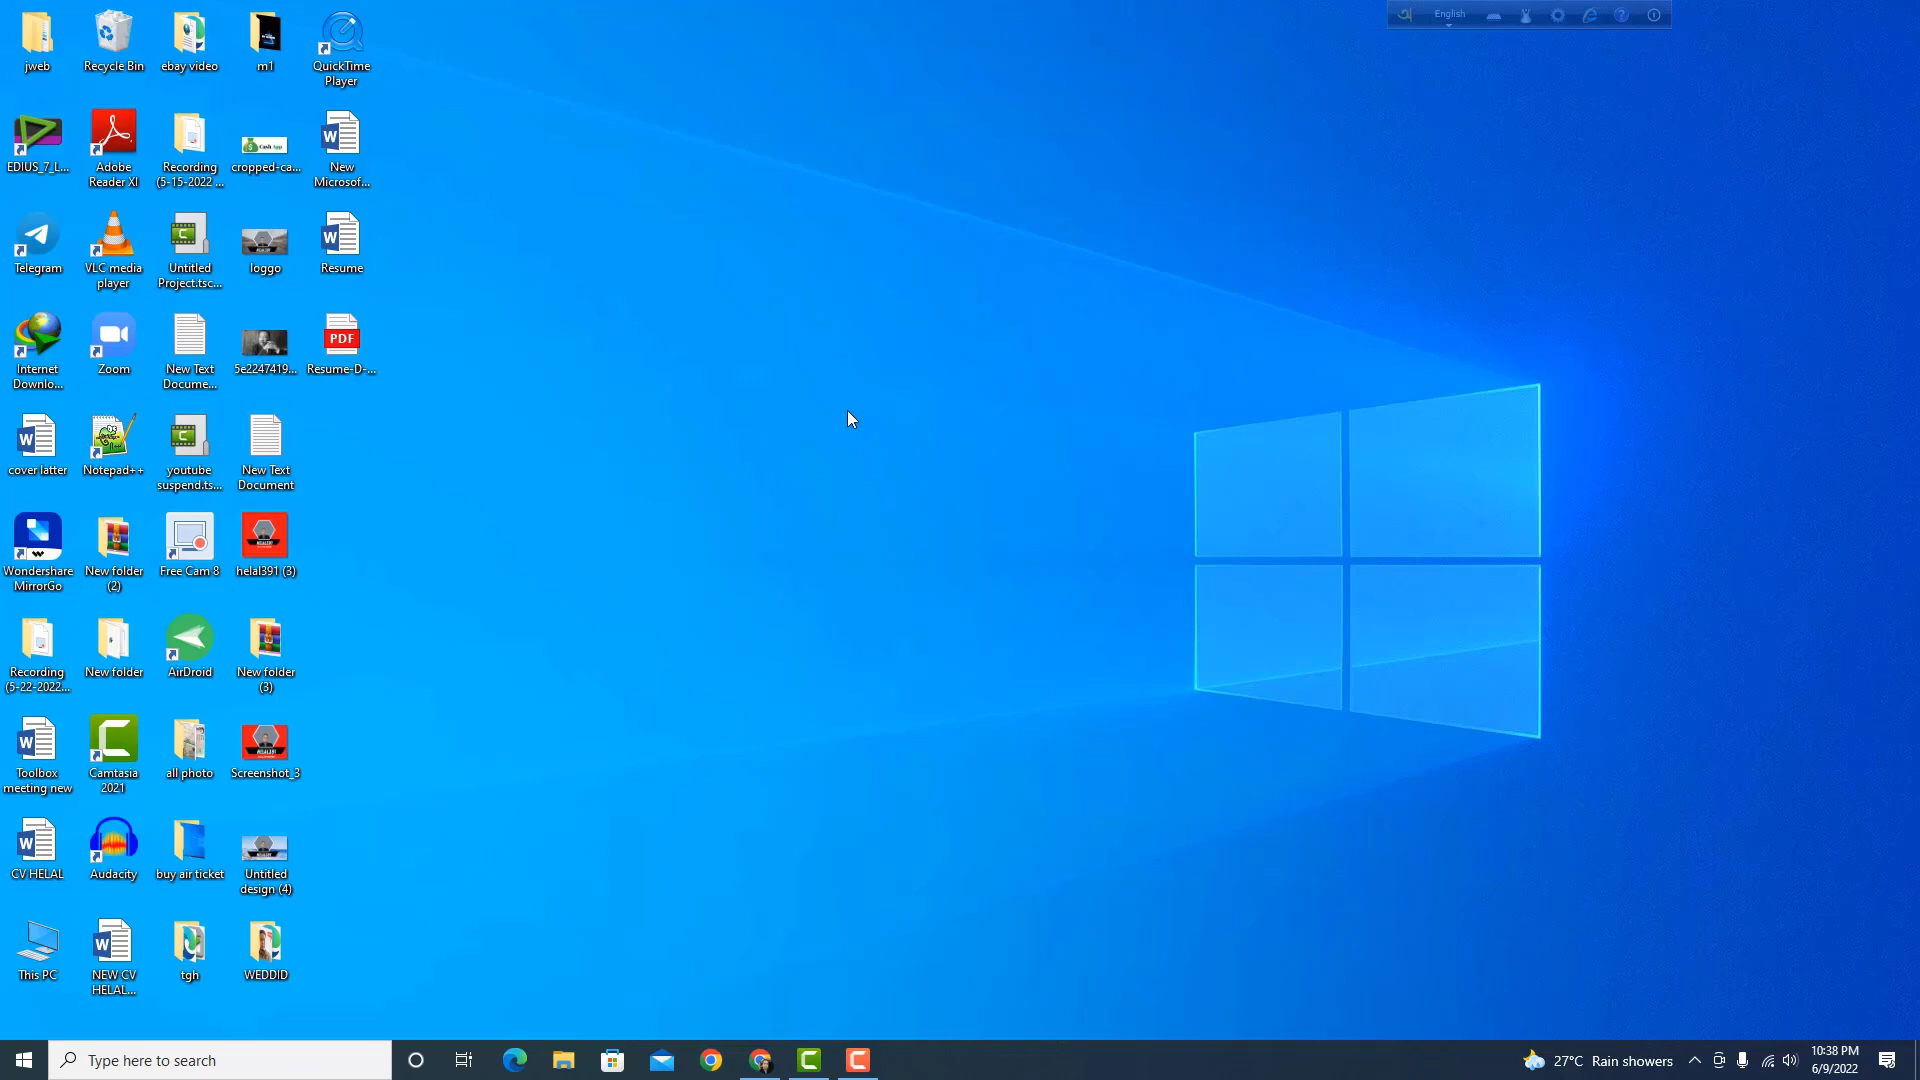 English
jweb
Recycle Bin
ebay video
m1
QuickTime
Player
EDIUS_7_L...
Adobe
Reader XI
Recording
(5-15-2022 ...
cropped-ca...
New
Microsof...
Telegram
VLC media
player
Untitled
Project.tsc...
loggo
Resume
Internet
Downlo...
Zoom
New Text
Docume...
5e2247419...
PDF
Resume-D-...
cover latter
Notepad++
youtube
suspend.ts...
New Text
Document
Wondershare
MirrorGo
New folder
(2)
Free Cam 8
helal391 (3)
Recording
(5-22-2022...
New folder
AirDroid
New folder
(3)
Toolbox
meeting new
Camtasia
2021
all photo
Screenshot_3
CV HELAL
Audacity
buy air ticket
Untitled
design (4)
This PC
NEW CV
HELAL...
tgh
WEDDID
Type here to search
27°C Rain showers
10:38 PM
6/9/2022